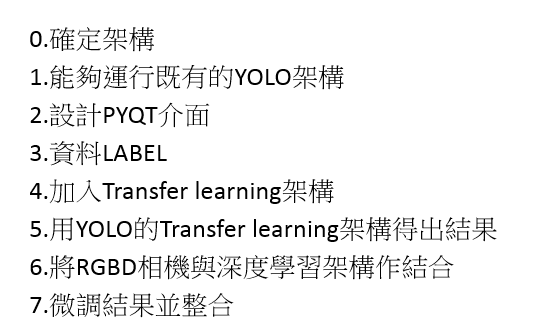 0.確定架構
1.能夠運行既有的YOLO架構
2.設計PYQT介面
3.資料LABEL
4.加入Transfer learning架構
5.用YOLO的Transfer learning架構得出結果
6.將RGBD相機與深度學習架構作結合
7.微調結果並整合